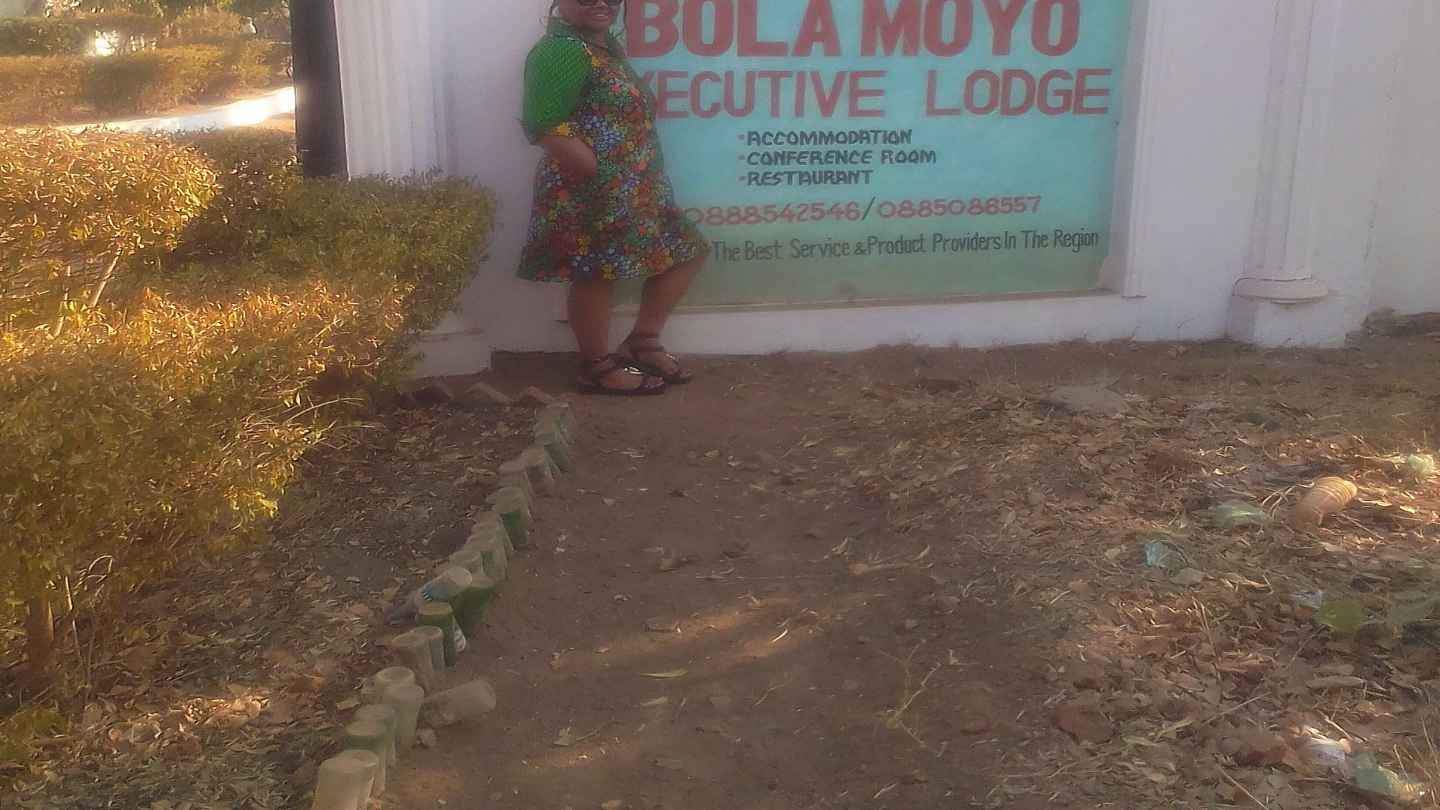 BOLA MOYO
XECUTIVE LODGE
•ACCOMMODATION
•CONFERENCE ROOM
•RESTAURANT
0888542546/0885086557
The Best Service & Product Providers In The Region